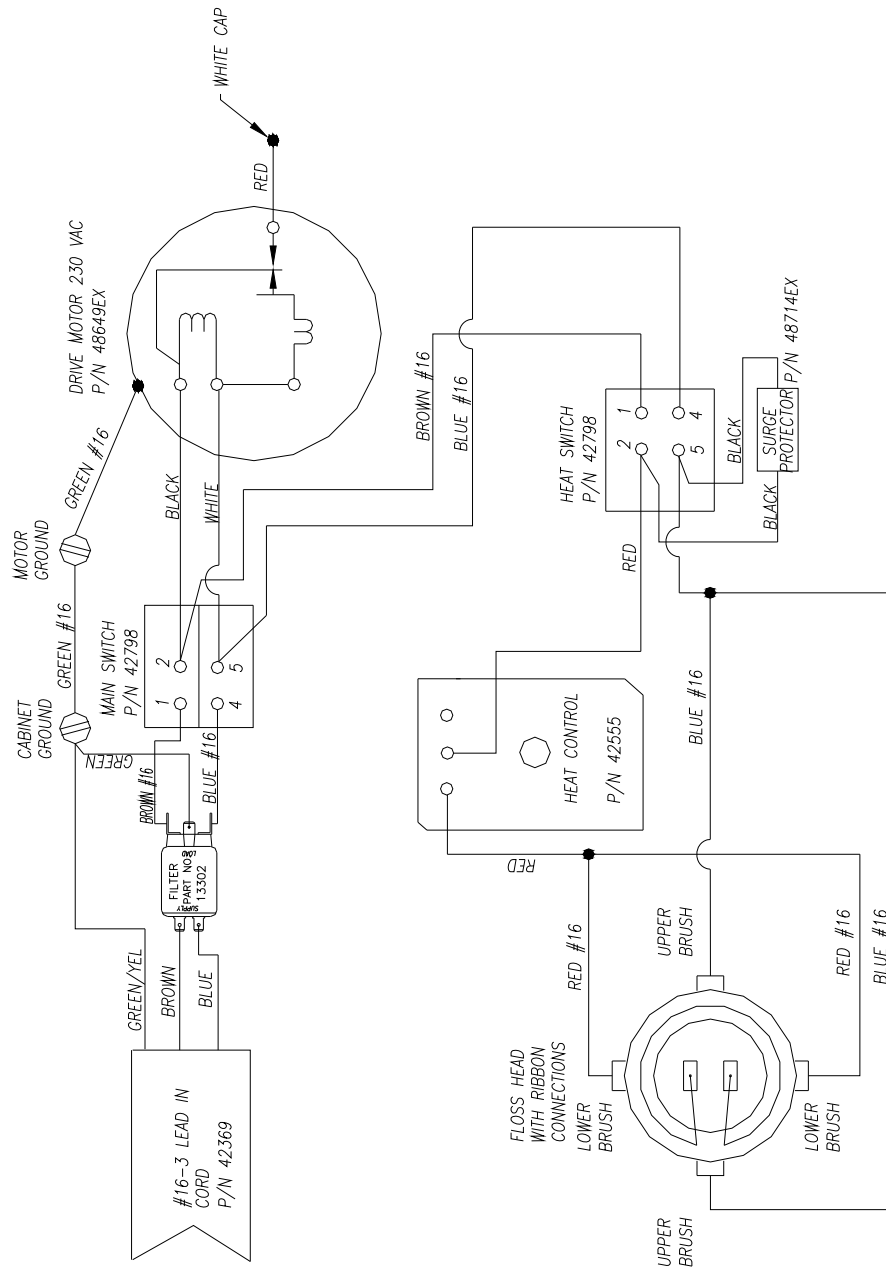 #16-3 LEAD IN
CORD
P/N 42369
GREEN/YEL
BROWN
BLUE
SUPPLY
FILTER
PART NO.
13302
LOAD
BROWN #16
BLUE #16
GREEN
CABINET
GROUND
GREEN #16
MOTOR
GROUND
GREEN #16
MAIN SWITCH
P/N 42798
1
2
4
5
BLACK
WHITE
DRIVE MOTOR 230 VAC
P/N 48649EX
RED
WHITE CAP
BROWN #16
BLUE #16
HEAT SWITCH
P/N 42798
2
1
5
4
BLACK
BLACK
SURGE
PROTECTOR
P/N 48714EX
RED
HEAT CONTROL
P/N 42555
RED
BLUE #16
RED #16
UPPER
BRUSH
RED #16
BLUE #16
FLOSS HEAD
WITH RIBBON
CONNECTIONS
LOWER
BRUSH
LOWER
BRUSH
UPPER
BRUSH